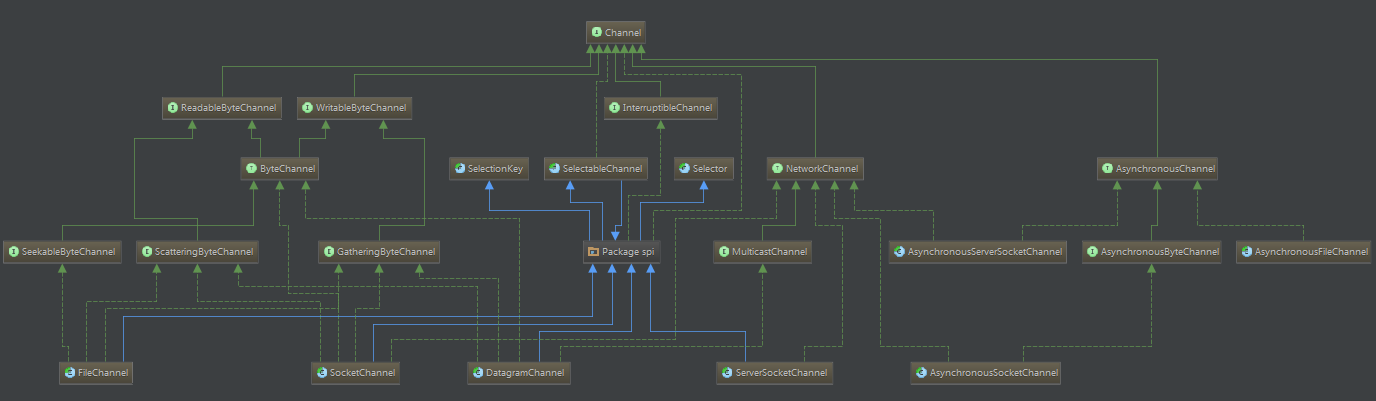 Channel
ReadableByteChannel
WritableByteChannel
InterruptibleChannel
ByteChannel
SelectionKey
SelectableChannel
Selector
NetworkChannel
AsynchronousChannel
SeekableByteChannel
ScatteringByteChannel
GatheringByteChannel
Package spi
MulticastChannel
AsynchronousServerSocketChannel
AsynchronousByteChannel
AsynchronousFileChannel
FileChannel
SocketChannel
DatagramChannel
ServerSocketChannel
AsynchronousSocketChannel